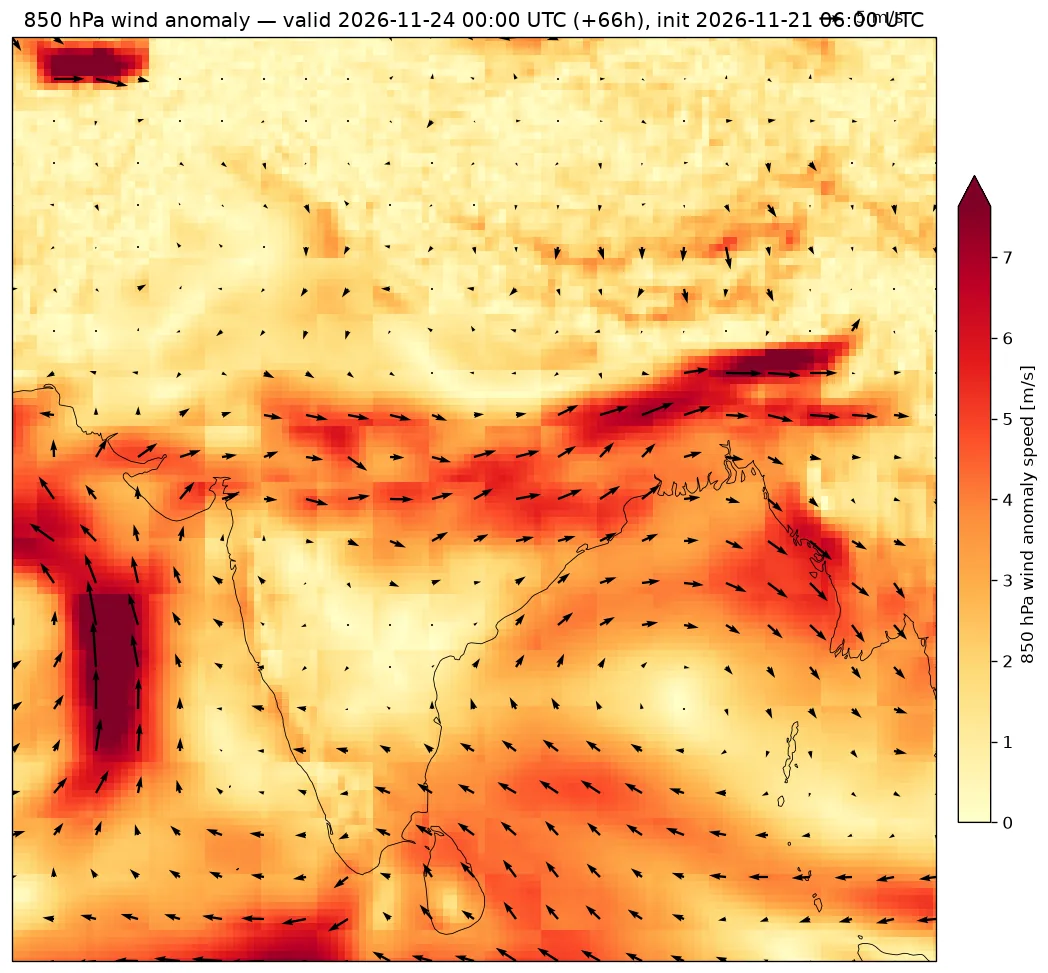 850 hPa wind anomaly — valid 2026-11-24 00:00 UTC (+66h), init 2026-11-21 06:00 UTC
5 m/s
7
6
5
4
3
2
1
0
850 hPa wind anomaly speed [m/s]